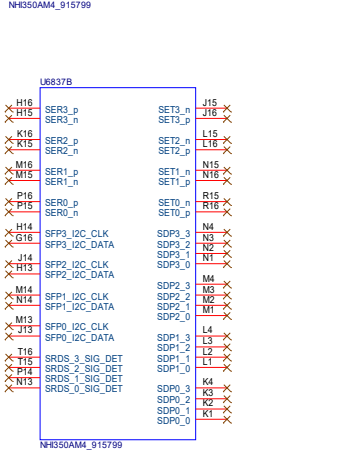 NHI350AM4_915799
U6837B
H16 SER3_p SET3_n J15
H15 SER3_n SET3_p J16
K16 SER2_p SET2_n L15
K15 SER2_n SET2_p L16
M16 SER1_p SET1_n N15
M15 SER1_n SET1_p N16
P16 SER0_p SET0_n R15
P15 SER0_n SET0_p R16
H14 SFP3_I2C_CLK SDP3_3 N4
G16 SFP3_I2C_DATA SDP3_2 N3
SDP3_1 N2
J14 SFP2_I2C_CLK SDP3_0 N1
H13 SFP2_I2C_DATA
SDP2_3 M4
M14 SFP1_I2C_CLK SDP2_2 M3
N14 SFP1_I2C_DATA SDP2_1 M2
SDP2_0 M1
M13 SFP0_I2C_CLK
J13 SFP0_I2C_DATA SDP1_3 L4
SDP1_2 L3
T16 SRDS_3_SIG_DET SDP1_1 L2
T15 SRDS_2_SIG_DET SDP1_0 L1
P14 SRDS_1_SIG_DET
N13 SRDS_0_SIG_DET SDP0_3 K4
SDP0_2 K3
SDP0_1 K2
SDP0_0 K1
NHI350AM4_915799